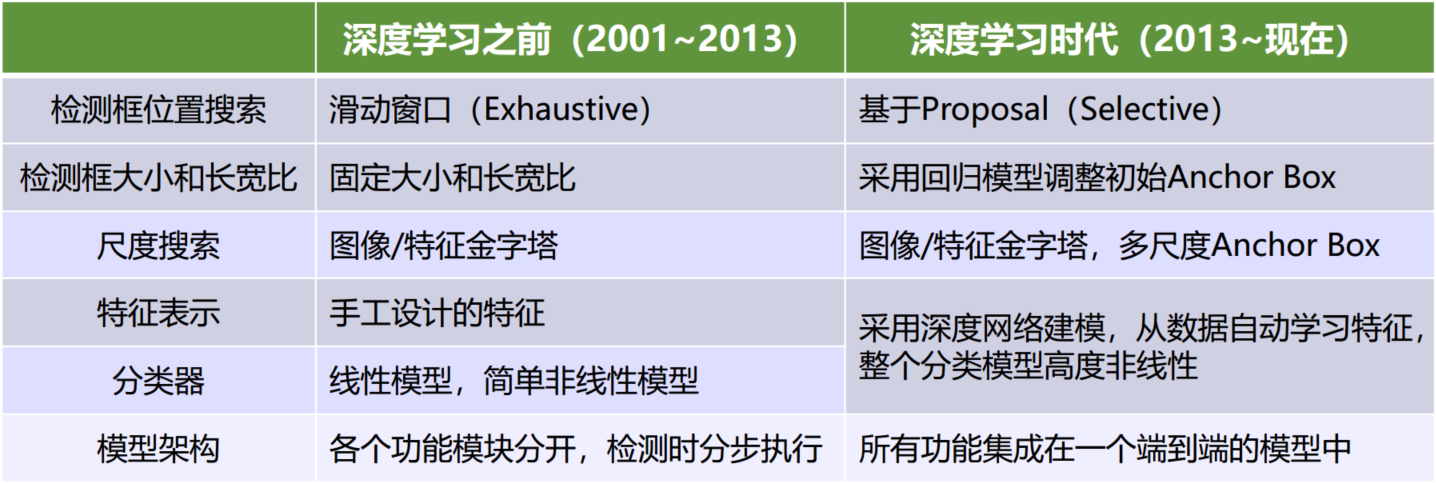 深度学习之前（2001~2013）
深度学习时代（2013~现在）
检测框位置搜索
滑动窗口（Exhaustive）
基于Proposal（Selective）
检测框大小和长宽比
固定大小和长宽比
采用回归模型调整初始Anchor Box
尺度搜索
图像/特征金字塔
图像/特征金字塔，多尺度Anchor Box
特征表示
手工设计的特征
采用深度网络建模，从数据自动学习特征，
整个分类模型高度非线性
分类器
线性模型，简单非线性模型
模型架构
各个功能模块分开，检测时分步执行
所有功能集成在一个端到端的模型中